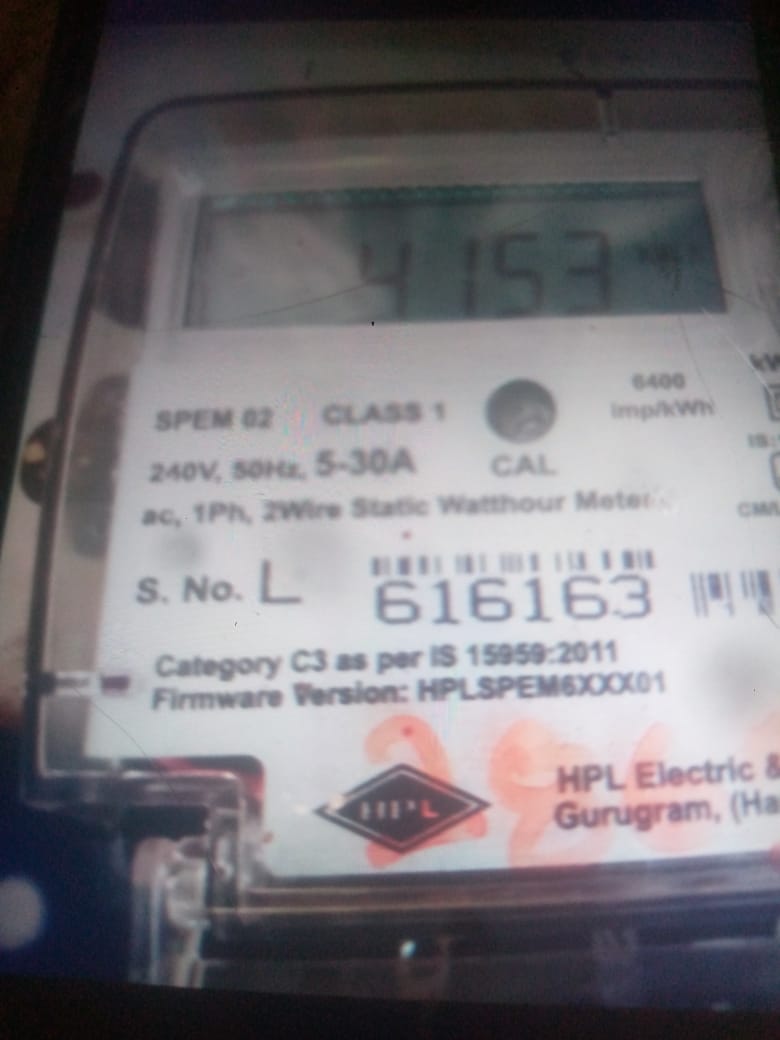 4153
6400
SPEM 02 CLASS 1
imp/kWh
240V, 50Hz, 5-30A
CAL
ac, 1Ph, 2Wire Static Watthour Meter
S. No. L 616163
Category C3 as per IS 15959:2011
Firmware Version: HPLSPEM6XXX01
HPL
HPL Electric &
Gurugram, (Ha